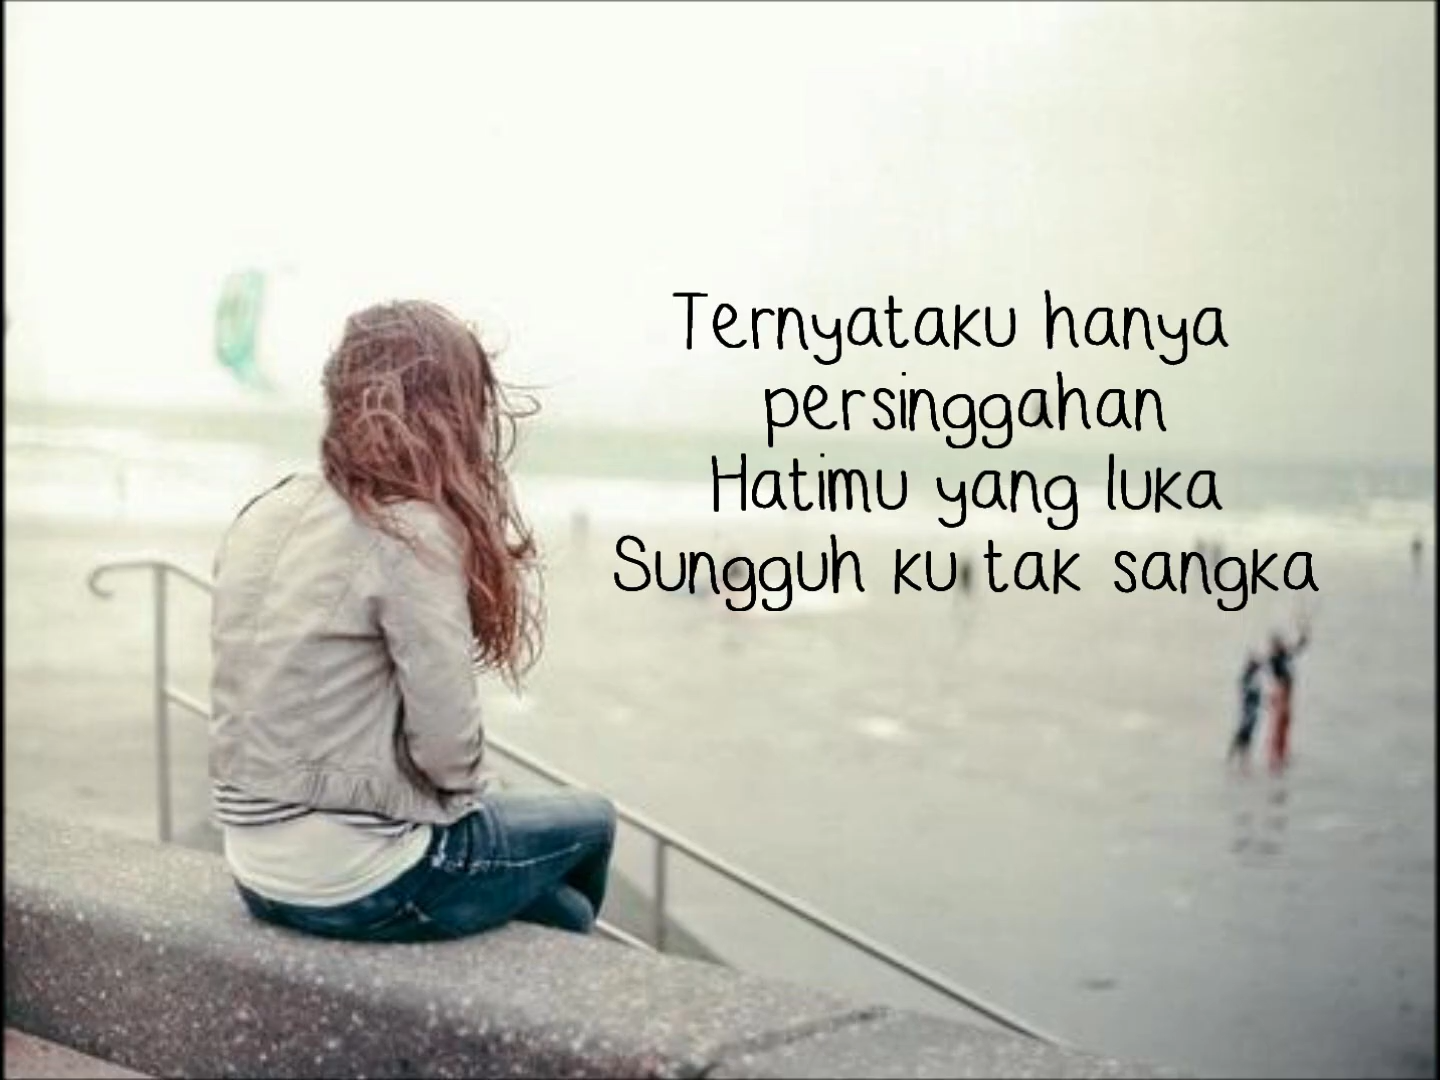 Ternyataku hanya
persinggahan
Hatimu yang luka
Sungguh ku tak sangka